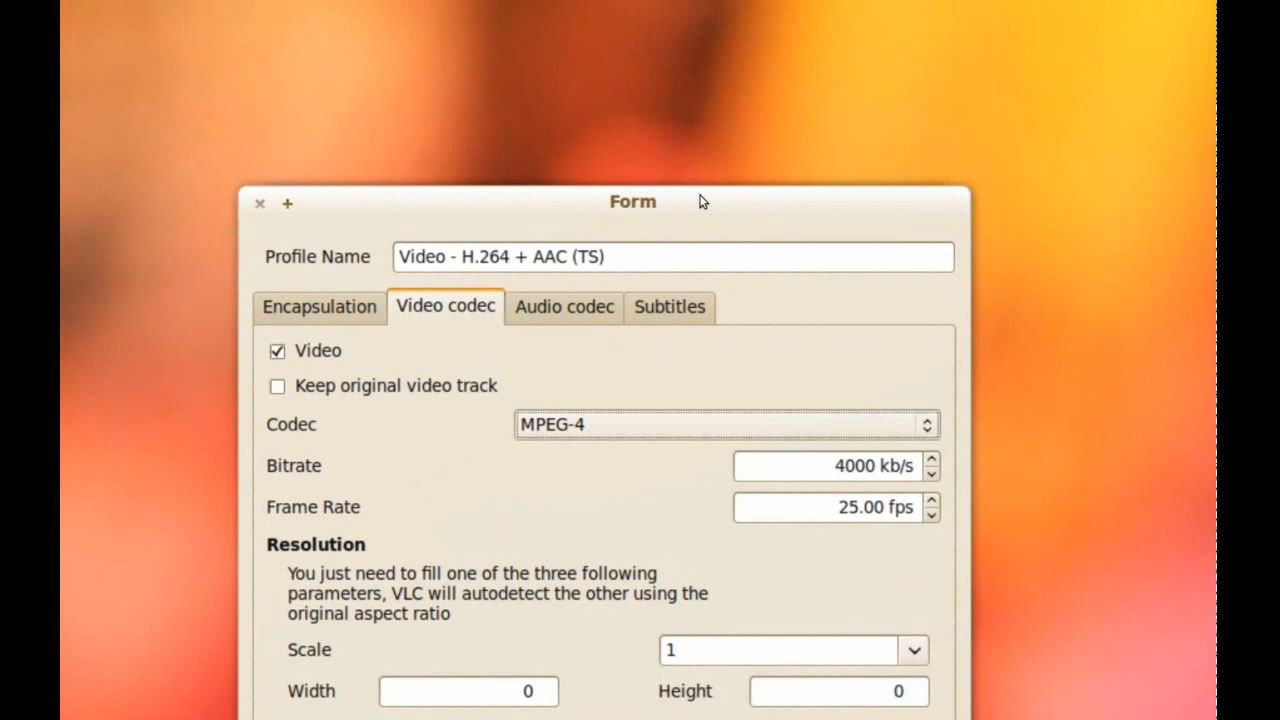 Form
Profile Name Video - H.264 + AAC (TS)
Encapsulation Video codec Audio codec Subtitles
Video
Keep original video track
Codec MPEG-4
Bitrate 4000 kb/s
Frame Rate 25.00 fps
Resolution
You just need to fill one of the three following
parameters, VLC will autodetect the other using the
original aspect ratio
Scale 1
Width 0 Height 0